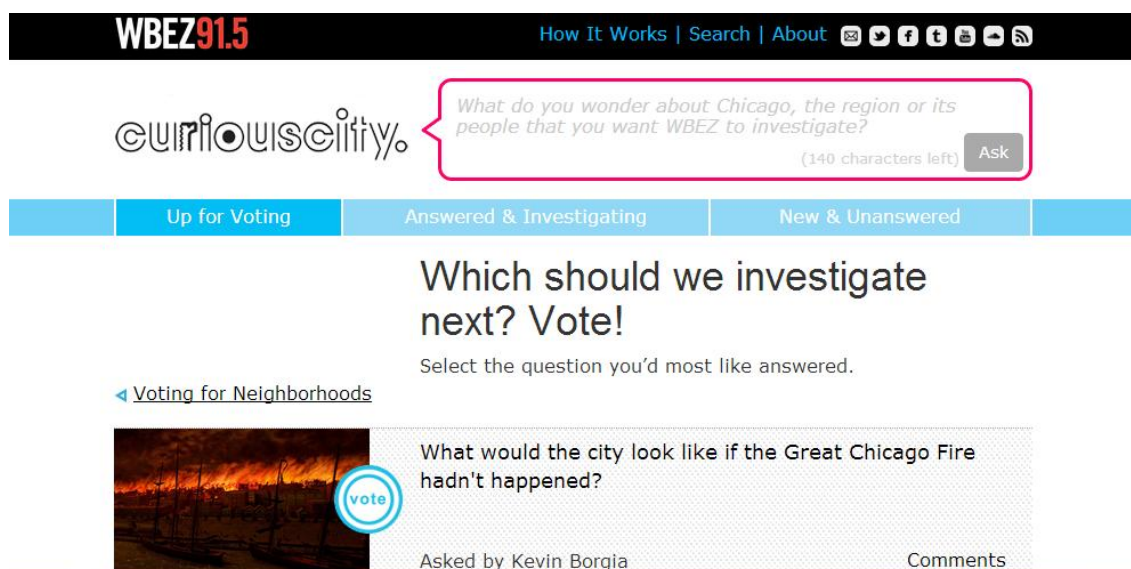 WBEZ91.5
How It Works | Search | About
curiouscity.
What do you wonder about Chicago, the region or its
people that you want WBEZ to investigate?
(140 characters left) Ask
Up for Voting Answered & Investigating New & Unanswered
Which should we investigate
next? Vote!
Select the question you'd most like answered.
Voting for Neighborhoods
What would the city look like if the Great Chicago Fire
hadn't happened?
vote
Asked by Kevin Borgia Comments